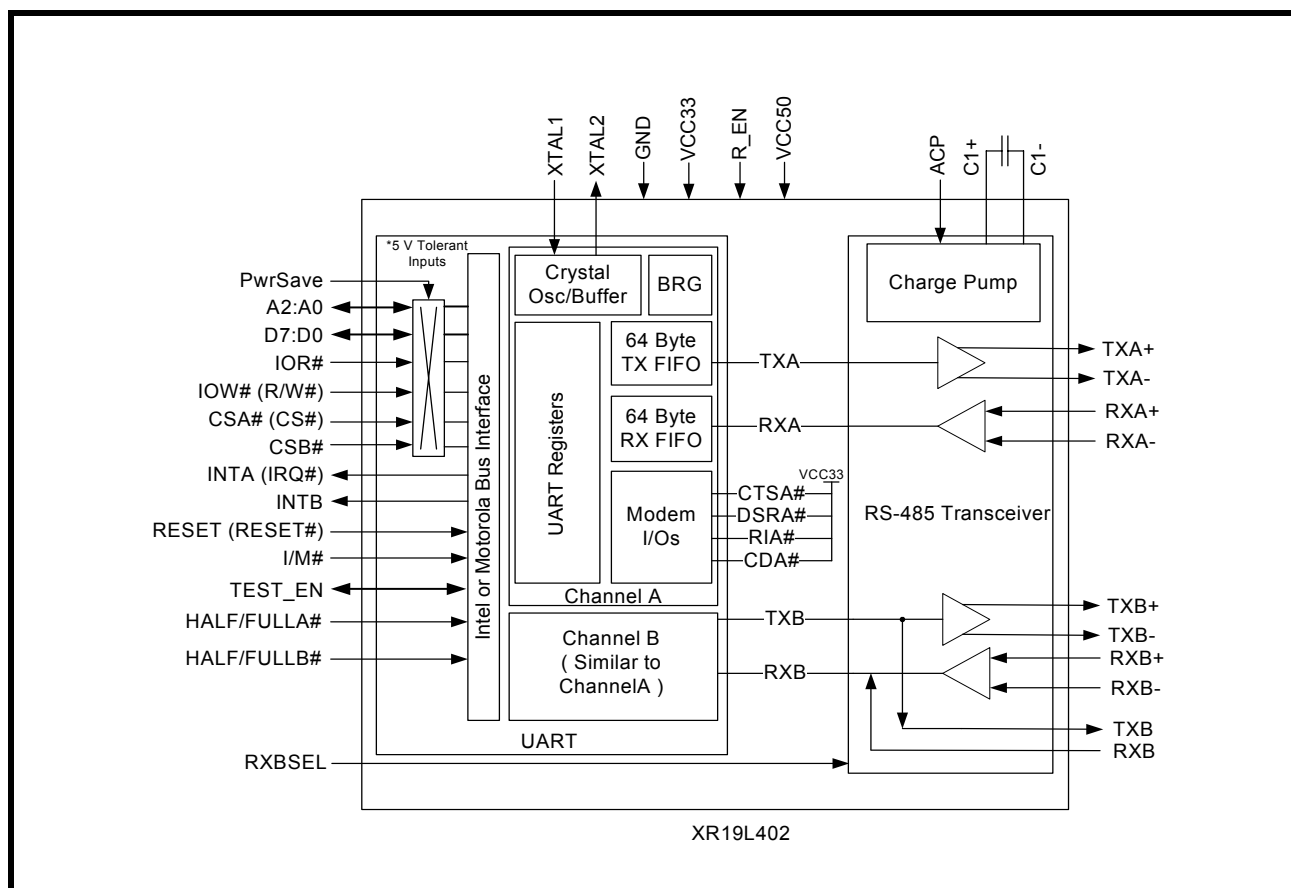 XTAL1
XTAL2
GND
VCC33
R_EN
VCC50
ACP
C1+
C1-
*5 V Tolerant
Inputs
PwrSave
A2:A0
D7:D0
IOR#
IOW# (R/W#)
CSA# (CS#)
CSB#
INTA (IRQ#)
INTB
RESET (RESET#)
I/M#
TEST_EN
HALF/FULLA#
HALF/FULLB#
RXBSEL
Intel or Motorola Bus Interface
Crystal
Osc/Buffer
BRG
UART Registers
64 Byte
TX FIFO
64 Byte
RX FIFO
Modem
I/Os
Channel A
Channel B
( Similar to
ChannelA )
UART
TXA
RXA
VCC33
CTSA#
DSRA#
RIA#
CDA#
TXB
RXB
Charge Pump
RS-485 Transceiver
TXA+
TXA-
RXA+
RXA-
TXB+
TXB-
RXB+
RXB-
TXB
RXB
XR19L402